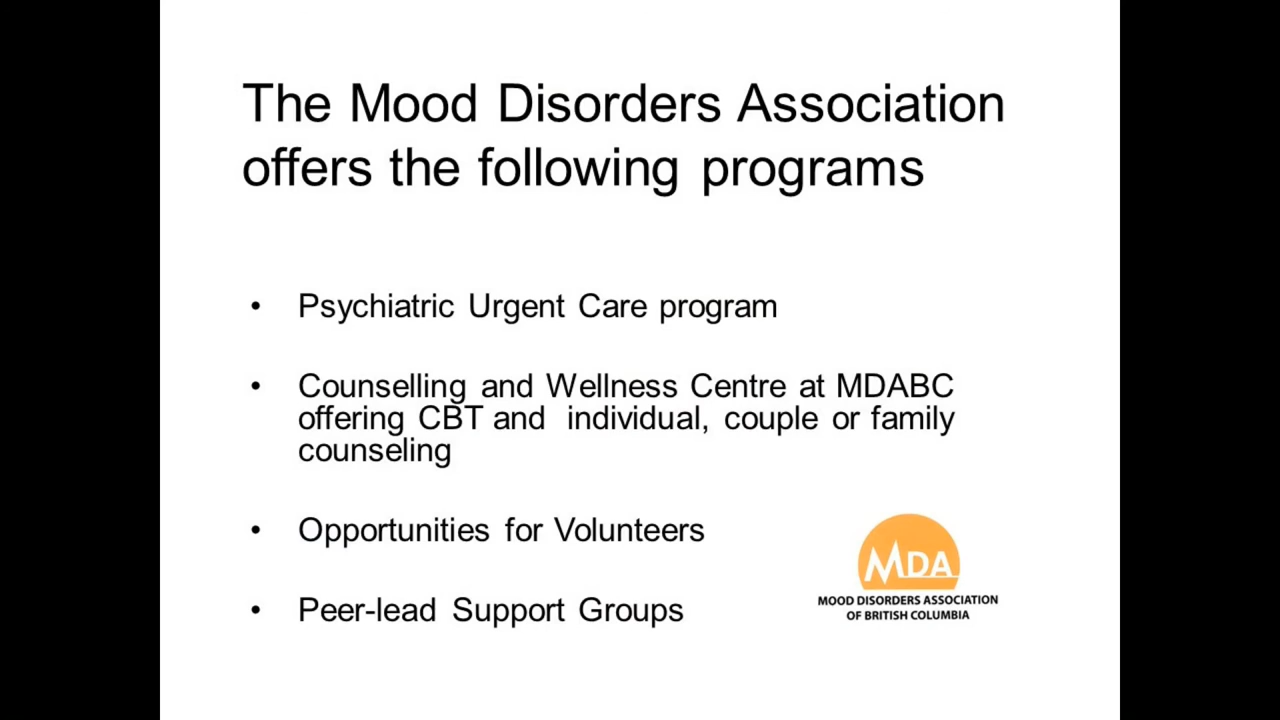 The Mood Disorders Association
offers the following programs
• Psychiatric Urgent Care program
• Counselling and Wellness Centre at MDABC
offering CBT and  individual, couple or family
counseling
• Opportunities for Volunteers
• Peer-lead Support Groups
MDA
MOOD DISORDERS ASSOCIATION
OF BRITISH COLUMBIA